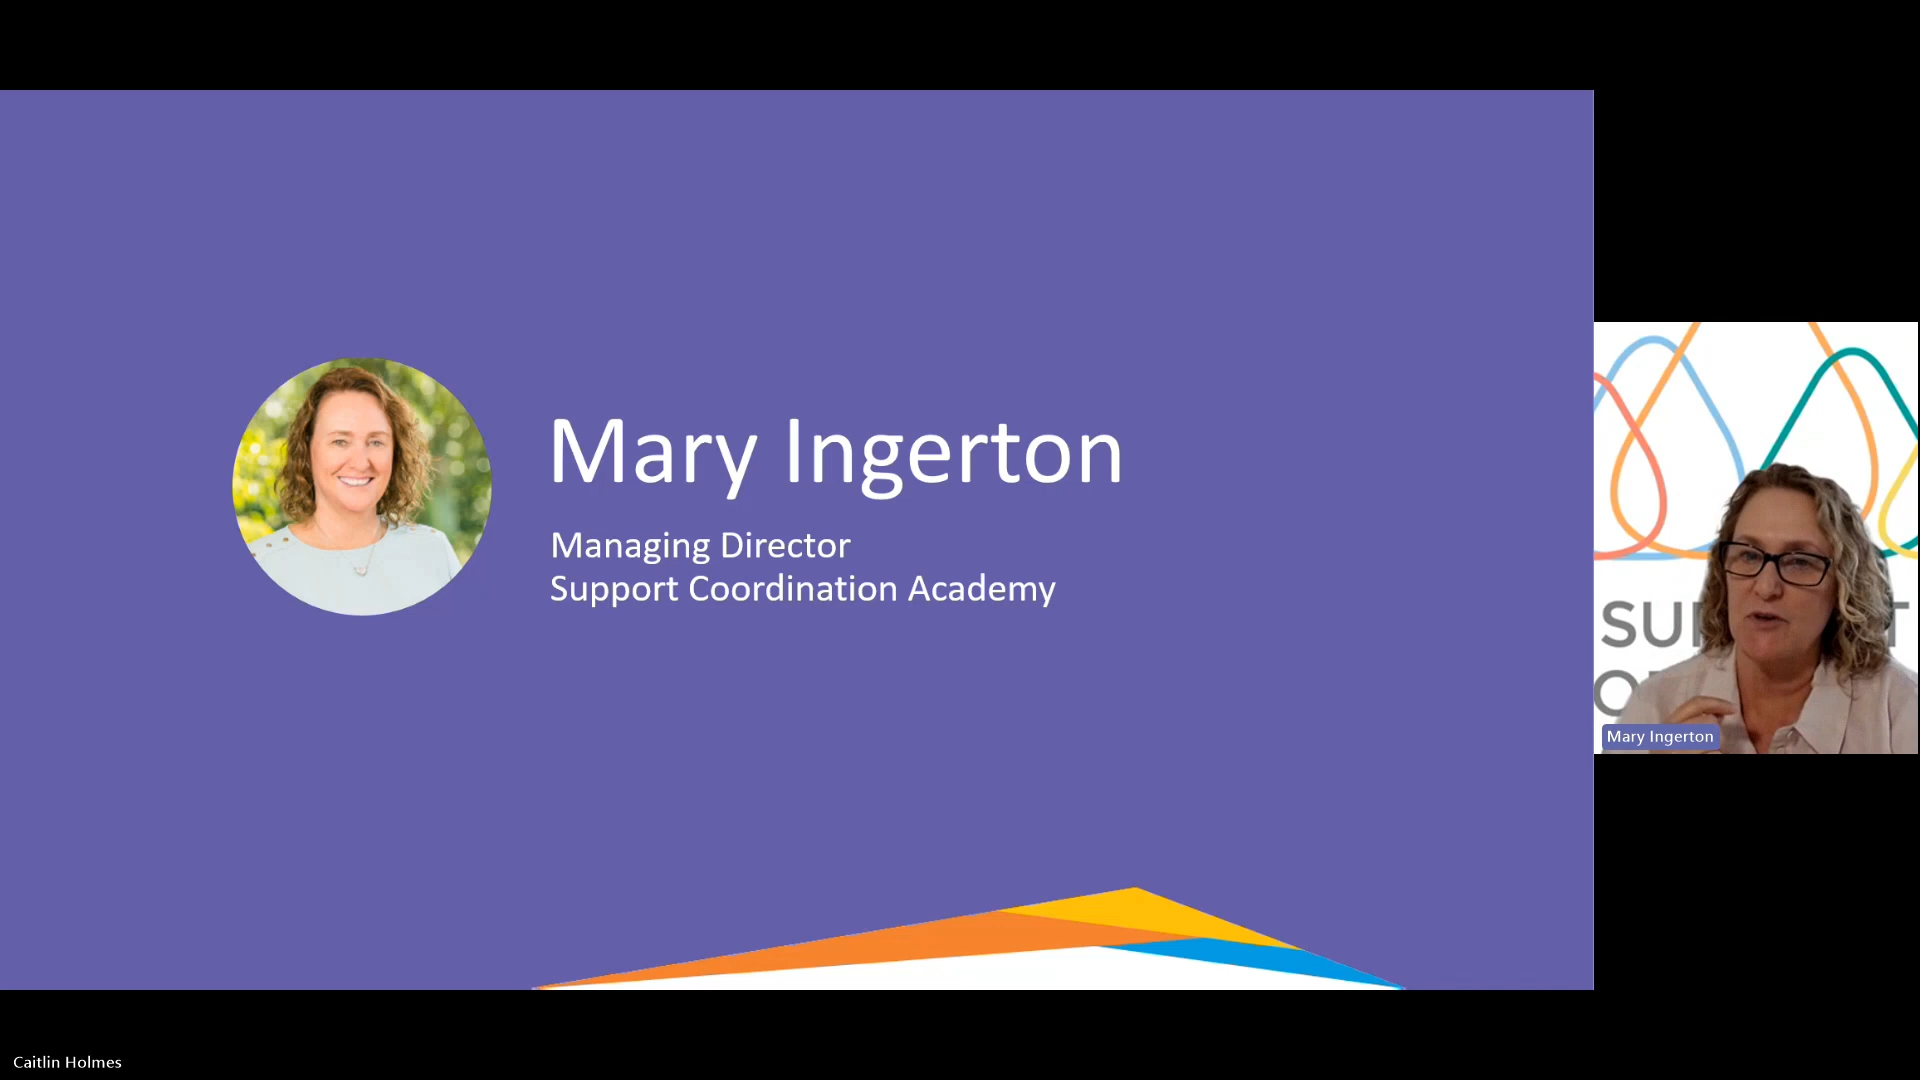 Mary Ingerton
Managing Director
Support Coordination Academy
Mary Ingerton
Caitlin Holmes